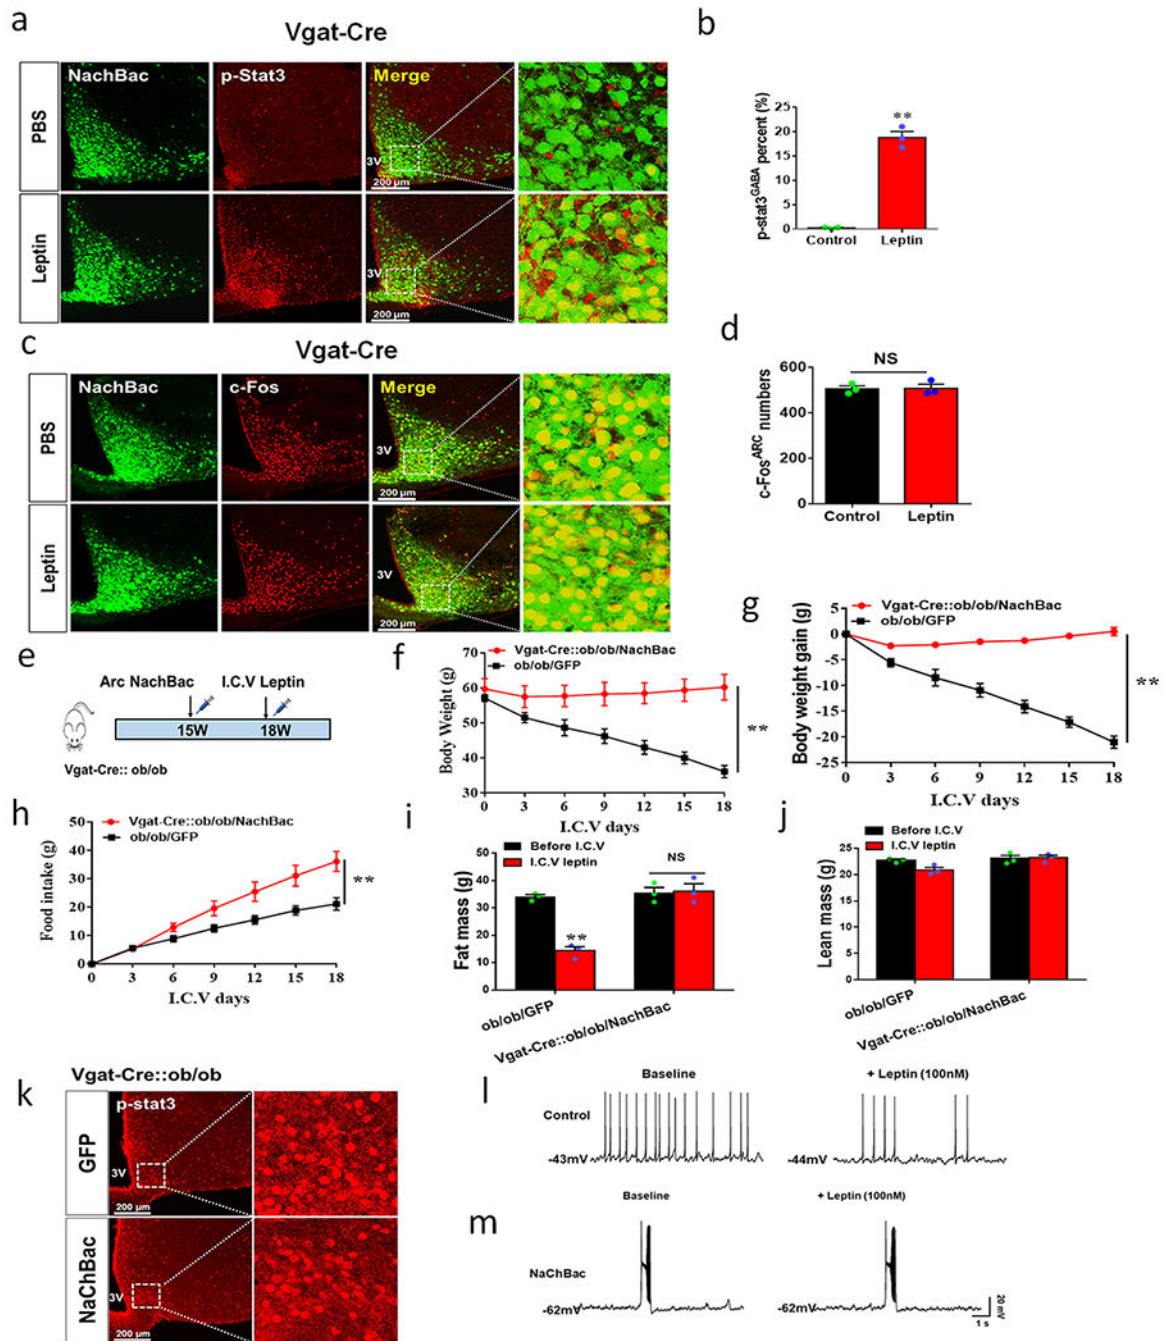 a
Vgat-Cre
NachBac
p-Stat3
Merge
PBS
3V
200 µm
Leptin
3V
200 µm
b
p-stat3GABA percent (%)
25
20
15
10
5
0
**
Control
Leptin
c
Vgat-Cre
NachBac
c-Fos
Merge
PBS
3V
200 µm
Leptin
3V
200 µm
d
c-FosARC numbers
600
400
200
0
NS
Control
Leptin
e
Arc NachBac
I.C.V Leptin
15W
18W
Vgat-Cre:: ob/ob
f
Vgat-Cre::ob/ob/NachBac
ob/ob/GFP
Body Weight (g)
70
60
50
40
30
**
0 3 6 9 12 15 18
I.C.V days
g
Vgat-Cre::ob/ob/NachBac
ob/ob/GFP
Body weight gain (g)
5
0
-5
-10
-15
-20
-25
**
0 3 6 9 12 15 18
I.C.V days
h
Vgat-Cre::ob/ob/NachBac
ob/ob/GFP
Food intake (g)
50
40
30
20
10
0
**
0 3 6 9 12 15 18
I.C.V days
i
Before I.C.V
I.C.V leptin
Fat mass (g)
50
40
30
20
10
0
**
NS
ob/ob/GFP
Vgat-Cre::ob/ob/NachBac
j
Before I.C.V
I.C.V leptin
Lean mass (g)
25
20
15
10
5
0
ob/ob/GFP
Vgat-Cre::ob/ob/NachBac
k
Vgat-Cre::ob/ob
p-stat3
GFP
3V
200 µm
NaChBac
3V
200 µm
l
Baseline
+ Leptin (100nM)
Control
-43mV
-44mV
m
Baseline
+ Leptin (100nM)
NaChBac
-62mV
-62mV
20 mV
1 s